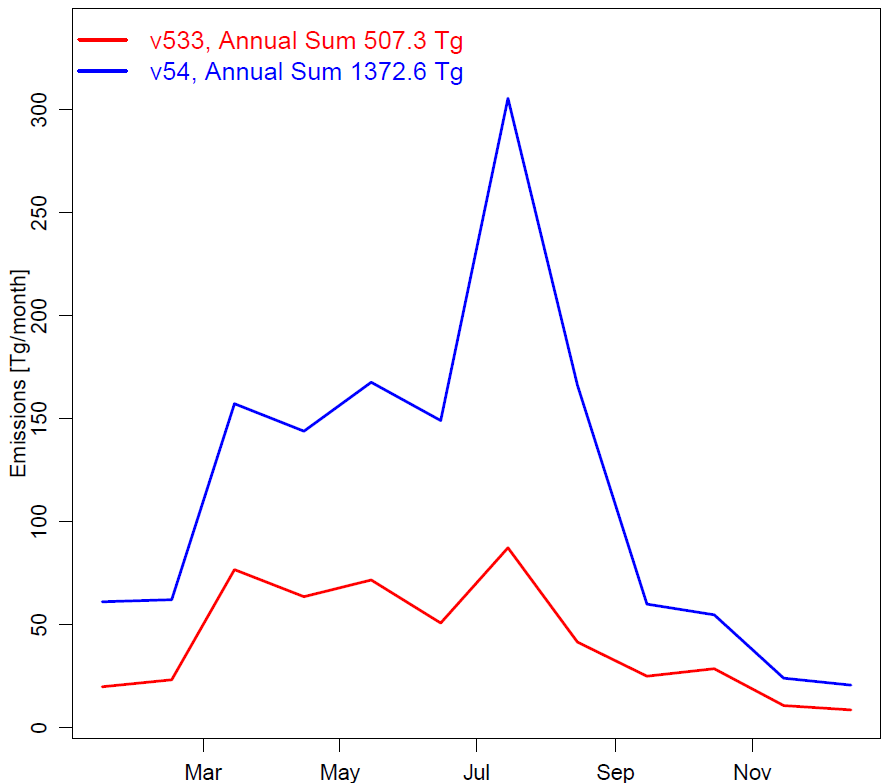 v533, Annual Sum 507.3 Tg
v54, Annual Sum 1372.6 Tg
Emissions [Tg/month]
300
250
200
150
100
50
0
Mar May Jul Sep Nov